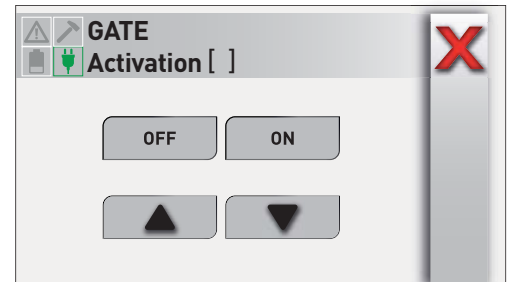 GATE
Activation [ ]
X
OFF ON